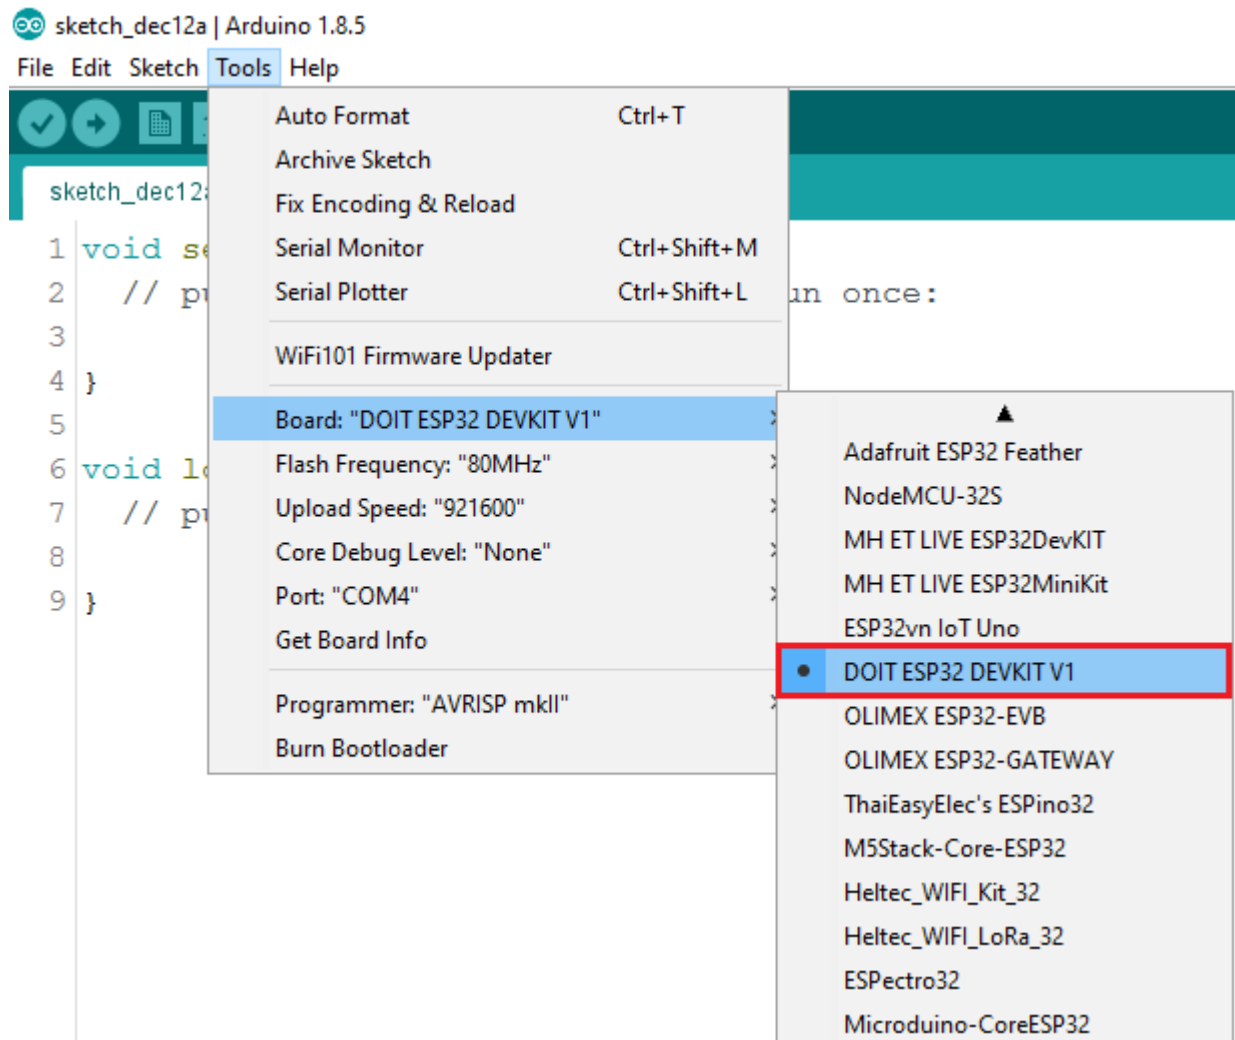 sketch_dec12a | Arduino 1.8.5
File Edit Sketch Tools Help
Auto Format Ctrl+T
Archive Sketch
Fix Encoding & Reload
Serial Monitor Ctrl+Shift+M
Serial Plotter Ctrl+Shift+L
WiFi101 Firmware Updater
Board: "DOIT ESP32 DEVKIT V1"
Flash Frequency: "80MHz"
Upload Speed: "921600"
Core Debug Level: "None"
Port: "COM4"
Get Board Info
Programmer: "AVRISP mkII"
Burn Bootloader
Adafruit ESP32 Feather
NodeMCU-32S
MH ET LIVE ESP32DevKIT
MH ET LIVE ESP32MiniKit
ESP32vn IoT Uno
DOIT ESP32 DEVKIT V1
OLIMEX ESP32-EVB
OLIMEX ESP32-GATEWAY
ThaiEasyElec's ESPino32
M5Stack-Core-ESP32
Heltec_WIFI_Kit_32
Heltec_WIFI_LoRa_32
ESPectro32
Microduino-CoreESP32
sketch_dec12a
1 void
2 // once:
3
4 }
5
6 void
7 //
8
9 }